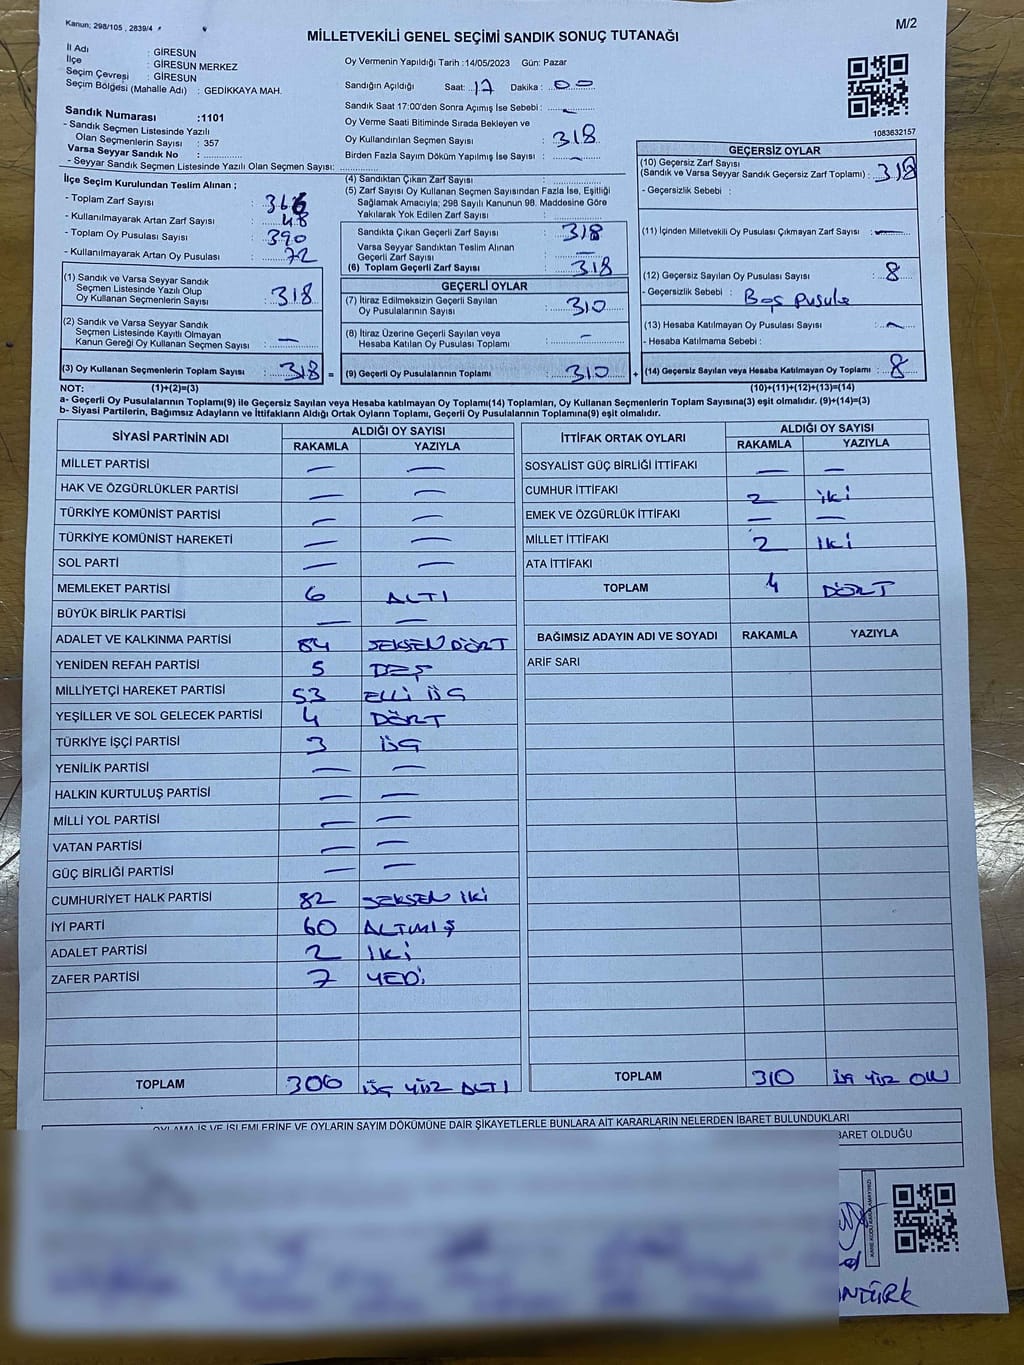 Kanun; 298/105 , 2839/4
M/2
MİLLETVEKİLİ GENEL SEÇİMİ SANDIK SONUÇ TUTANAĞI
İl Adı : GİRESUN
İlçe : GİRESUN MERKEZ
Seçim Çevresi : GİRESUN
Seçim Bölgesi (Mahalle Adı) : GEDİKKAYA MAH.
Sandık Numarası :1101
- Sandık Seçmen Listesinde Yazılı
Olan Seçmenlerin Sayısı : 357
Varsa Seyyar Sandık No :
- Seyyar Sandık Seçmen Listesinde Yazılı Olan Seçmen Sayısı:
Oy Vermenin Yapıldığı Tarih :14/05/2023 Gün: Pazar
Sandığın Açıldığı Saat: 17 Dakika : 00
Sandık Saat 17:00'den Sonra Açımış İse Sebebi : —
Oy Verme Saati Bitiminde Sırada Bekleyen ve
Oy Kullandırılan Seçmen Sayısı : 318
Birden Fazla Sayım Döküm Yapılmış İse Sayısı : —
1083632157
İlçe Seçim Kurulundan Teslim Alınan ;
- Toplam Zarf Sayısı : 366
- Kullanılmayarak Artan Zarf Sayısı : 48
- Toplam Oy Pusulası Sayısı : 390
- Kullanılmayarak Artan Oy Pusulası : 72
(1) Sandık ve Varsa Seyyar Sandık
Seçmen Listesinde Yazılı Olup
Oy Kullanan Seçmenlerin Sayısı : 318
(2) Sandık ve Varsa Seyyar Sandık
Seçmen Listesinde Kayıtlı Olmayan
Kanun Gereği Oy Kullanan Seçmen Sayısı : —
(3) Oy Kullanan Seçmenlerin Toplam Sayısı : 318 =
(4) Sandıktan Çıkan Zarf Sayısı :
(5) Zarf Sayısı Oy Kullanan Seçmen Sayısından Fazla İse, Eşitliği
Sağlamak Amacıyla; 298 Sayılı Kanunun 98. Maddesine Göre
Yakılarak Yok Edilen Zarf Sayısı :
Sandıkta Çıkan Geçerli Zarf Sayısı : 318
Varsa Seyyar Sandıktan Teslim Alınan
Geçerli Zarf Sayısı : —
(6) Toplam Geçerli Zarf Sayısı : 318
GEÇERLİ OYLAR
(7) İtiraz Edilmeksizin Geçerli Sayılan
Oy Pusulalarının Sayısı : 310
(8) İtiraz Üzerine Geçerli Sayılan veya
Hesaba Katılan Oy Pusulası Toplamı : —
(9) Geçerli Oy Pusulalarının Toplamı : 310 +
GEÇERSİZ OYLAR
(10) Geçersiz Zarf Sayısı
(Sandık ve Varsa Seyyar Sandık Geçersiz Zarf Toplamı) : 318
- Geçersizlik Sebebi :
(11) İçinden Milletvekili Oy Pusulası Çıkmayan Zarf Sayısı : —
(12) Geçersiz Sayılan Oy Pusulası Sayısı : 8
- Geçersizlik Sebebi : Boş pusula
(13) Hesaba Katılmayan Oy Pusulası Sayısı : —
- Hesaba Katılmama Sebebi :
(14) Geçersiz Sayılan veya Hesaba Katılmayan Oy Toplamı : 8
NOT: (1)+(2)=(3) (10)+(11)+(12)+(13)=(14)
a- Geçerli Oy Pusulalarının Toplamı(9) ile Geçersiz Sayılan veya Hesaba katılmayan Oy Toplamı(14) Toplamları, Oy Kullanan Seçmenlerin Toplam Sayısına(3) eşit olmalıdır. (9)+(14)=(3)
b- Siyasi Partilerin, Bağımsız Adayların ve İttifakların Aldığı Ortak Oyların Toplamı, Geçerli Oy Pusulalarının Toplamına(9) eşit olmalıdır.
SİYASİ PARTİNİN ADI ALDIĞI OY SAYISI
RAKAMLA YAZIYLA
MİLLET PARTİSİ — —
HAK VE ÖZGÜRLÜKLER PARTİSİ — —
TÜRKİYE KOMÜNİST PARTİSİ — —
TÜRKİYE KOMÜNİST HAREKETİ — —
SOL PARTİ — —
MEMLEKET PARTİSİ 6 ALTI
BÜYÜK BİRLİK PARTİSİ — —
ADALET VE KALKINMA PARTİSİ 84 SEKSEN DÖRT
YENİDEN REFAH PARTİSİ 5 BEŞ
MİLLİYETÇİ HAREKET PARTİSİ 53 ELLİ ÜÇ
YEŞİLLER VE SOL GELECEK PARTİSİ 4 DÖRT
TÜRKİYE İŞÇİ PARTİSİ 3 ÜÇ
YENİLİK PARTİSİ — —
HALKIN KURTULUŞ PARTİSİ — —
MİLLİ YOL PARTİSİ — —
VATAN PARTİSİ — —
GÜÇ BİRLİĞİ PARTİSİ — —
CUMHURİYET HALK PARTİSİ 82 SEKSEN İKİ
İYİ PARTİ 60 ALTMIŞ
ADALET PARTİSİ 2 İKİ
ZAFER PARTİSİ 7 YEDİ
TOPLAM 306 ÜÇ YÜZ ALTI
İTTİFAK ORTAK OYLARI ALDIĞI OY SAYISI
RAKAMLA YAZIYLA
SOSYALİST GÜÇ BİRLİĞİ İTTİFAKI — —
CUMHUR İTTİFAKI 2 İKİ
EMEK VE ÖZGÜRLÜK İTTİFAKI — —
MİLLET İTTİFAKI 2 İKİ
ATA İTTİFAKI
TOPLAM 4 DÖRT
BAĞIMSIZ ADAYIN ADI VE SOYADI RAKAMLA YAZIYLA
ARİF SARI
TOPLAM 310 ÜÇ YÜZ ON
OYLAMA İŞ VE İŞLEMLERİNE VE OYLARIN SAYIM DÖKÜMÜNE DAİR ŞİKAYETLERLE BUNLARA AİT KARARLARIN NELERDEN İBARET BULUNDUKLARI
BARET OLDUĞU
NTÜRK